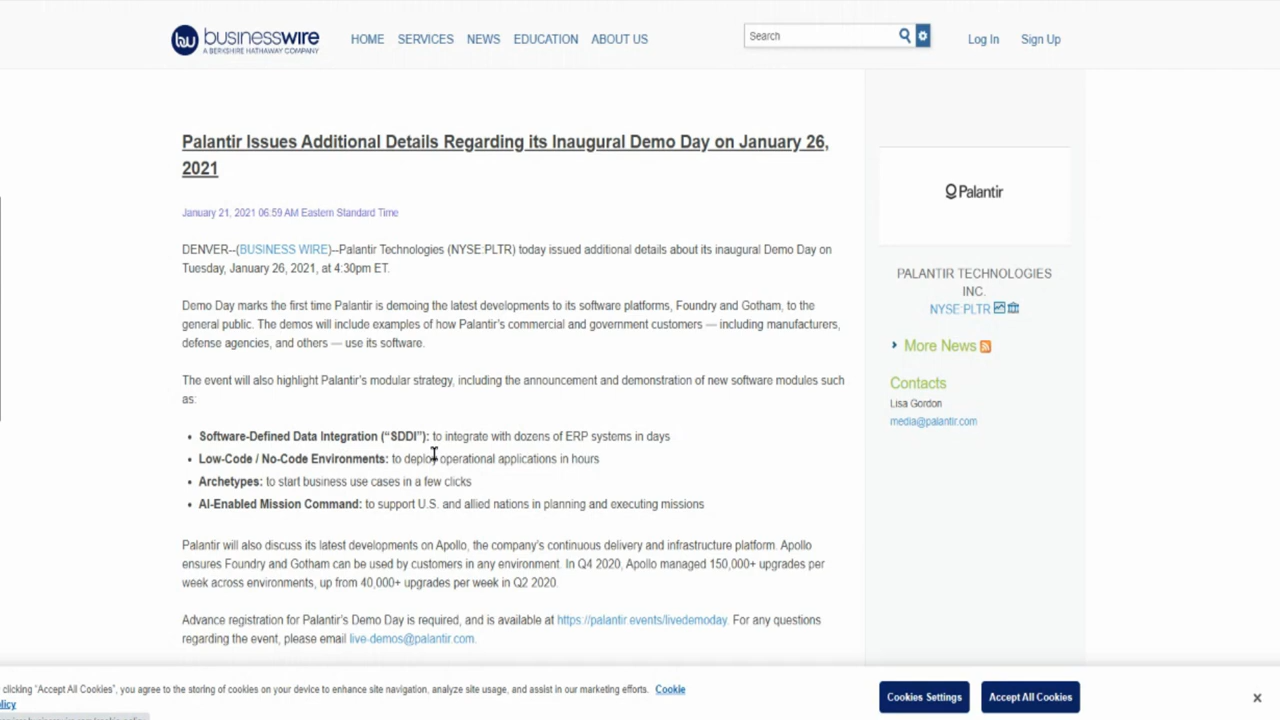 businesswire
A BERKSHIRE HATHAWAY COMPANY
HOME SERVICES NEWS EDUCATION ABOUT US
Search
Log In Sign Up
Palantir Issues Additional Details Regarding its Inaugural Demo Day on January 26,
2021
January 21, 2021 06:59 AM Eastern Standard Time
DENVER--(BUSINESS WIRE)--Palantir Technologies (NYSE:PLTR) today issued additional details about its inaugural Demo Day on
Tuesday, January 26, 2021, at 4:30pm ET.
Demo Day marks the first time Palantir is demoing the latest developments to its software platforms, Foundry and Gotham, to the
general public. The demos will include examples of how Palantir's commercial and government customers — including manufacturers,
defense agencies, and others — use its software.
The event will also highlight Palantir's modular strategy, including the announcement and demonstration of new software modules such
as:
• Software-Defined Data Integration (“SDDI”): to integrate with dozens of ERP systems in days
• Low-Code / No-Code Environments: to deploy operational applications in hours
• Archetypes: to start business use cases in a few clicks
• AI-Enabled Mission Command: to support U.S. and allied nations in planning and executing missions
Palantir will also discuss its latest developments on Apollo, the company's continuous delivery and infrastructure platform. Apollo
ensures Foundry and Gotham can be used by customers in any environment. In Q4 2020, Apollo managed 150,000+ upgrades per
week across environments, up from 40,000+ upgrades per week in Q2 2020.
Advance registration for Palantir's Demo Day is required, and is available at https://palantir.events/livedemoday. For any questions
regarding the event, please email live-demos@palantir.com.
Palantir
PALANTIR TECHNOLOGIES
INC.
NYSE:PLTR
More News
Contacts
Lisa Gordon
media@palantir.com
clicking “Accept All Cookies”, you agree to the storing of cookies on your device to enhance site navigation, analyze site usage, and assist in our marketing efforts. Cookie
licy
Cookies Settings
Accept All Cookies